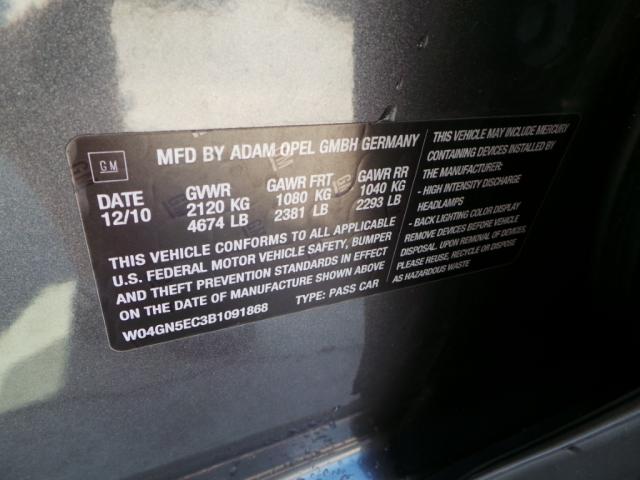 GM
MFD BY ADAM OPEL GMBH GERMANY
DATE GVWR GAWR FRT GAWR RR
12/10 2120 KG 1080 KG 1040 KG
4674 LB 2381 LB 2293 LB
THIS VEHICLE CONFORMS TO ALL APPLICABLE
U.S. FEDERAL MOTOR VEHICLE SAFETY, BUMPER
AND THEFT PREVENTION STANDARDS IN EFFECT
ON THE DATE OF MANUFACTURE SHOWN ABOVE
W04GN5EC3B1091868 TYPE: PASS CAR
THIS VEHICLE MAY INCLUDE MERCURY
CONTAINING DEVICES INSTALLED BY
THE MANUFACTURER:
- HIGH INTENSITY DISCHARGE
HEADLAMPS
- BACK LIGHTING COLOR DISPLAY
REMOVE DEVICES BEFORE VEHICLE
DISPOSAL UPON REMOVAL OF DEVICES.
PLEASE REUSE, RECYCLE OR DISPOSE
AS HAZARDOUS WASTE